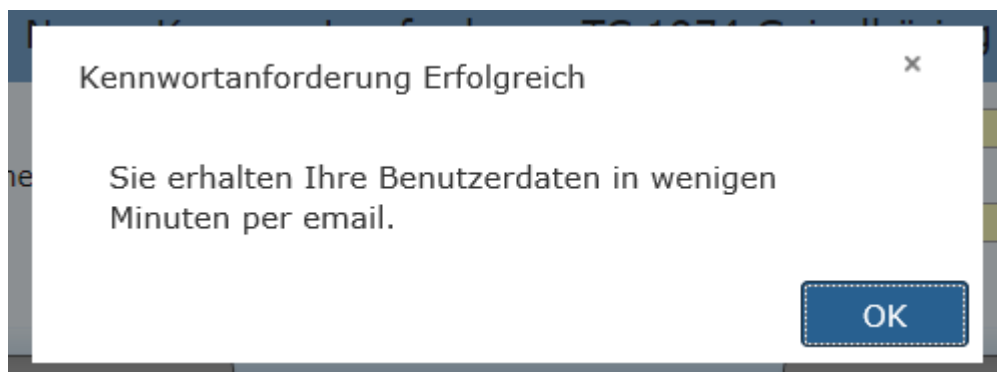 Kennwortanforderung Erfolgreich
×
Sie erhalten Ihre Benutzerdaten in wenigen
Minuten per email.
OK